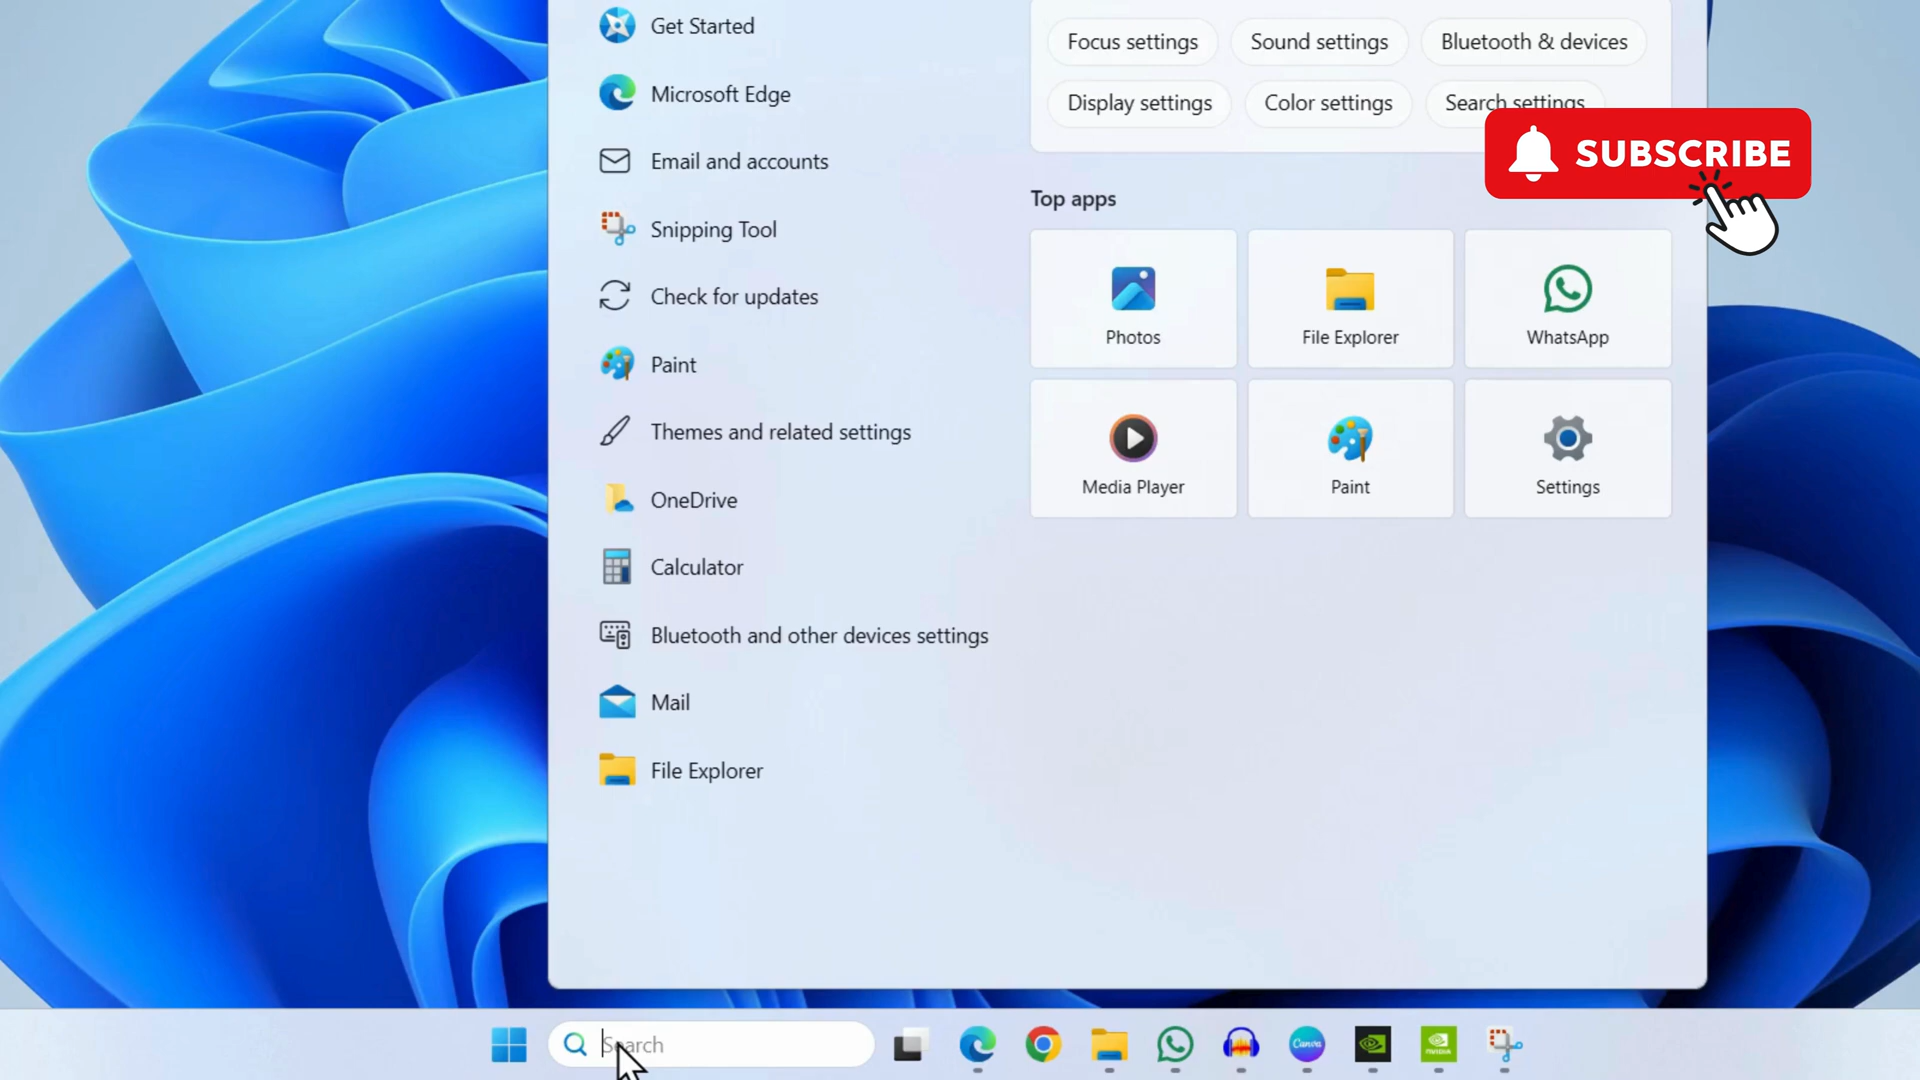 Get Started
Microsoft Edge
Email and accounts
Snipping Tool
Check for updates
Paint
Themes and related settings
OneDrive
Calculator
Bluetooth and other devices settings
Mail
File Explorer
Focus settings
Sound settings
Bluetooth & devices
Display settings
Color settings
Search settings
SUBSCRIBE
Top apps
Photos
File Explorer
WhatsApp
Media Player
Paint
Settings
Search
Canva
NVIDIA